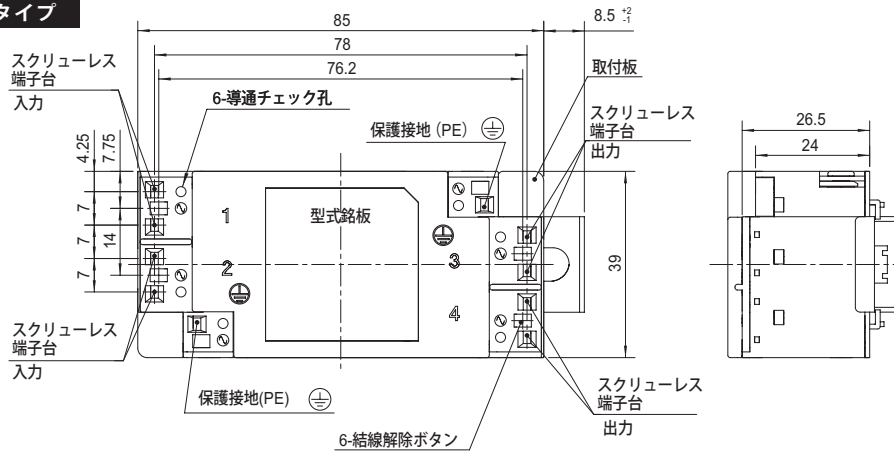 タイプ
85
8.5 +2 -1
78
76.2
スクリューレス
端子台
入力
6-導通チェック孔
保護接地 (PE)
取付板
スクリューレス
端子台
出力
26.5
24
4.25
7.75
7
7
14
7
1
2
型式銘板
3
4
39
スクリューレス
端子台
入力
保護接地(PE)
6-結線解除ボタン
スクリューレス
端子台
出力